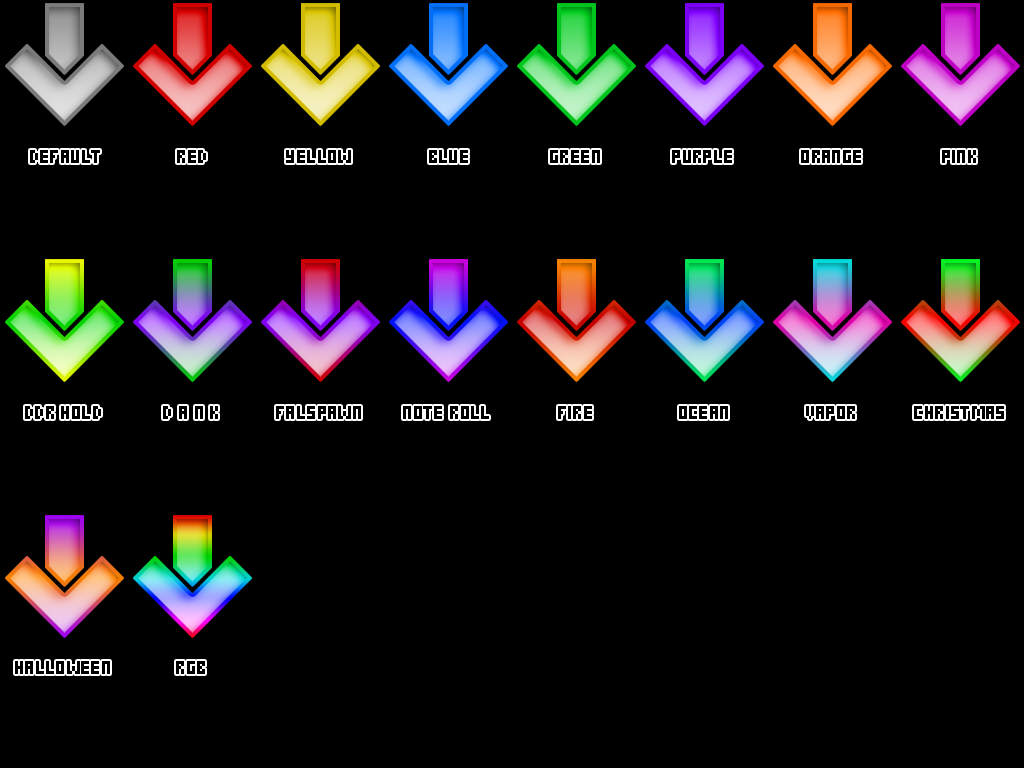 DEFAULT RED YELLOW BLUE GREEN PURPLE ORANGE PINK
DDR HOLD D A N K FALSPAWN NOTE ROLL FIRE OCEAN VAPOR CHRISTMAS
HALLOWEEN RGB